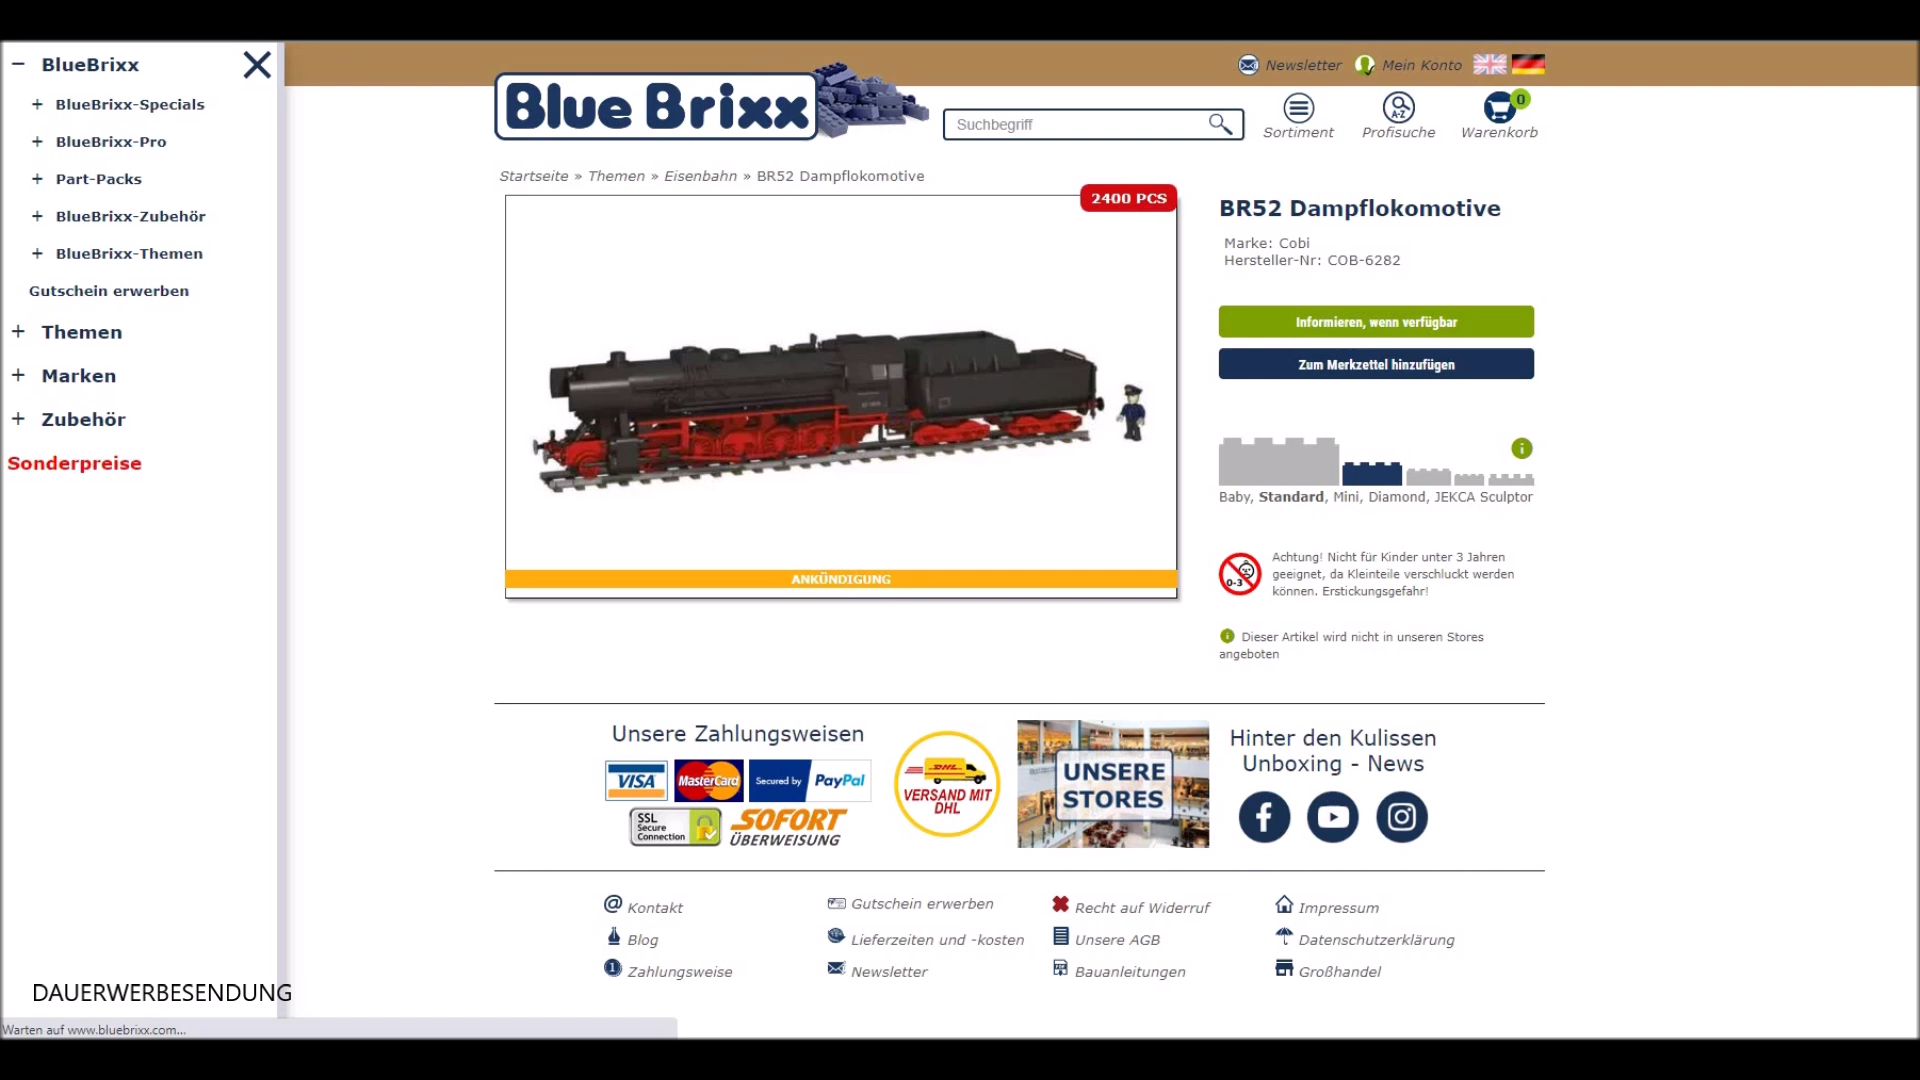 BlueBrixx
BlueBrixx-Specials
BlueBrixx-Pro
Part-Packs
BlueBrixx-Zubehör
BlueBrixx-Themen
Gutschein erwerben
Themen
Marken
Zubehör
Sonderpreise
Newsletter
Mein Konto
Blue Brixx
Suchbegriff
Sortiment
A-Z
Profisuche
0
Warenkorb
Startseite » Themen » Eisenbahn » BR52 Dampflokomotive
2400 PCS
ANKÜNDIGUNG
BR52 Dampflokomotive
Marke: Cobi
Hersteller-Nr: COB-6282
Informieren, wenn verfügbar
Zum Merkzettel hinzufügen
i
Baby, Standard, Mini, Diamond, JEKCA Sculptor
0-3
Achtung! Nicht für Kinder unter 3 Jahren
geeignet, da Kleinteile verschluckt werden
können. Erstickungsgefahr!
Dieser Artikel wird nicht in unseren Stores
angeboten
Unsere Zahlungsweisen
VISA
MasterCard
Secured by PayPal
SSL
Secure
Connection
SOFORT
ÜBERWEISUNG
DHL
VERSAND MIT
DHL
UNSERE
STORES
Hinter den Kulissen
Unboxing - News
Kontakt
Blog
Zahlungsweise
Gutschein erwerben
Lieferzeiten und -kosten
Newsletter
Recht auf Widerruf
Unsere AGB
Bauanleitungen
Impressum
Datenschutzerklärung
Großhandel
DAUERWERBESENDUNG
Warten auf www.bluebrixx.com...